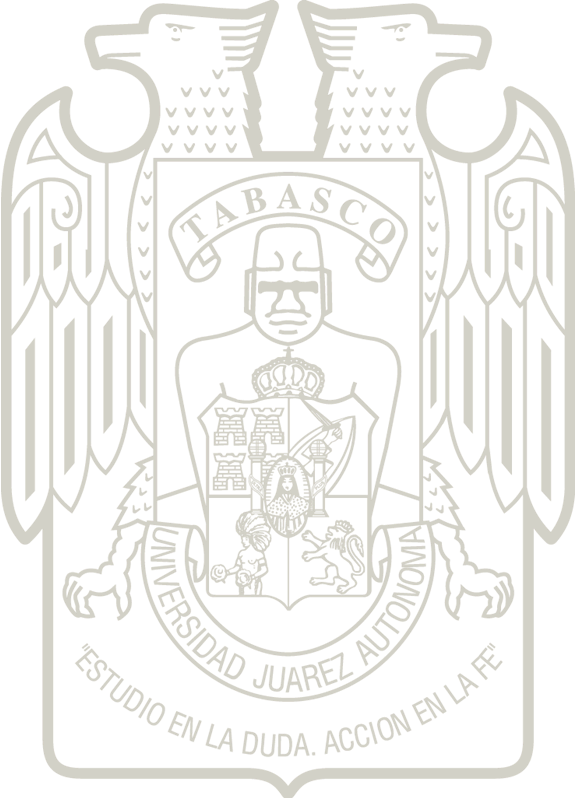 TABASCO
UNIVERSIDAD JUAREZ AUTONOMA
"ESTUDIO EN LA DUDA. ACCION EN LA FE"